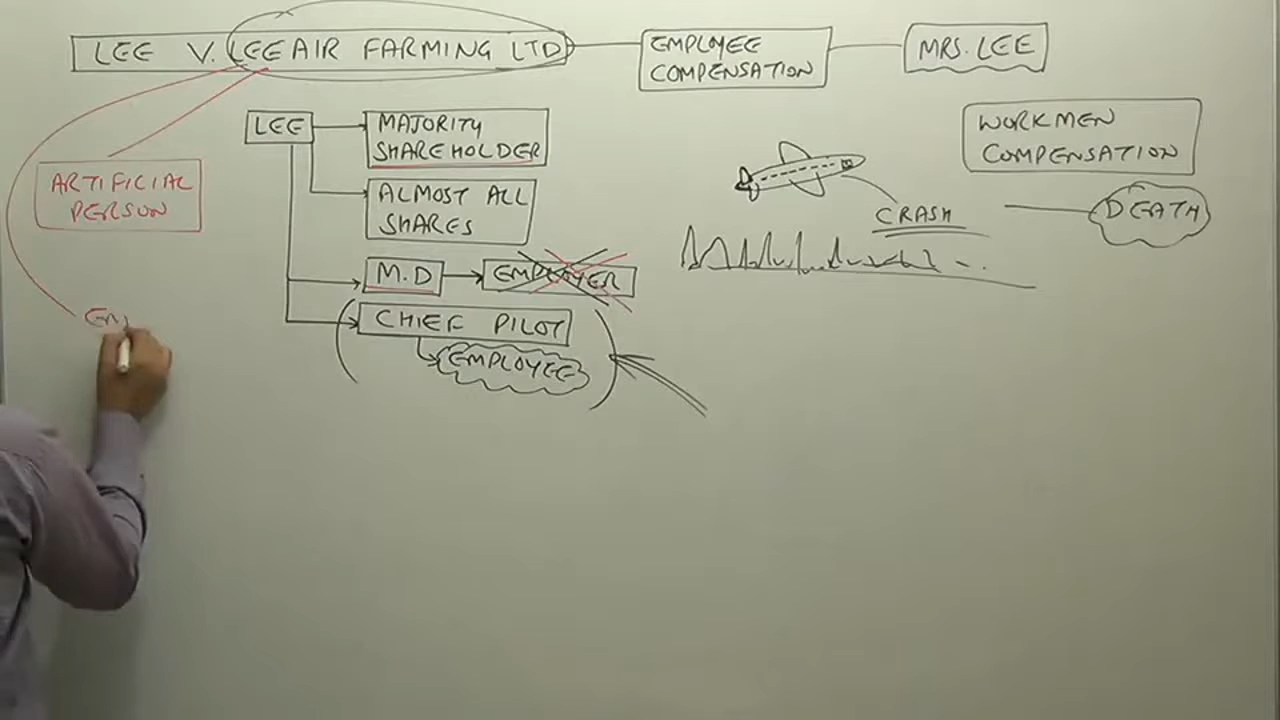 LEE V. LEE AIR FARMING LTD
EMPLOYEE
COMPENSATION
MRS. LEE
LEE
MAJORITY
SHAREHOLDER
ALMOST ALL
SHARES
M.D
EMPLOYER
CHIEF PILOT
EMPLOYEE
ARTIFICIAL
PERSON
WORKMEN
COMPENSATION
CRASH
DEATH